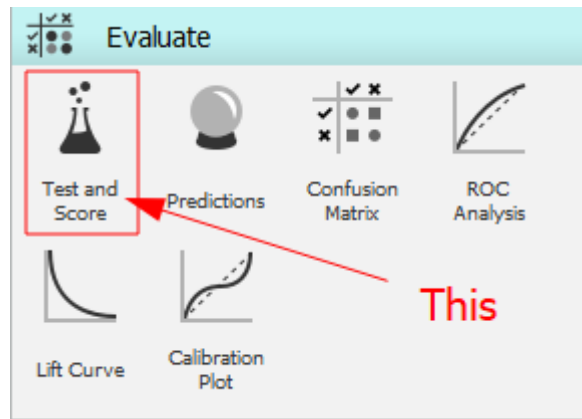 Evaluate
Test and
Score
Predictions
Confusion
Matrix
ROC
Analysis
This
Lift Curve
Calibration
Plot